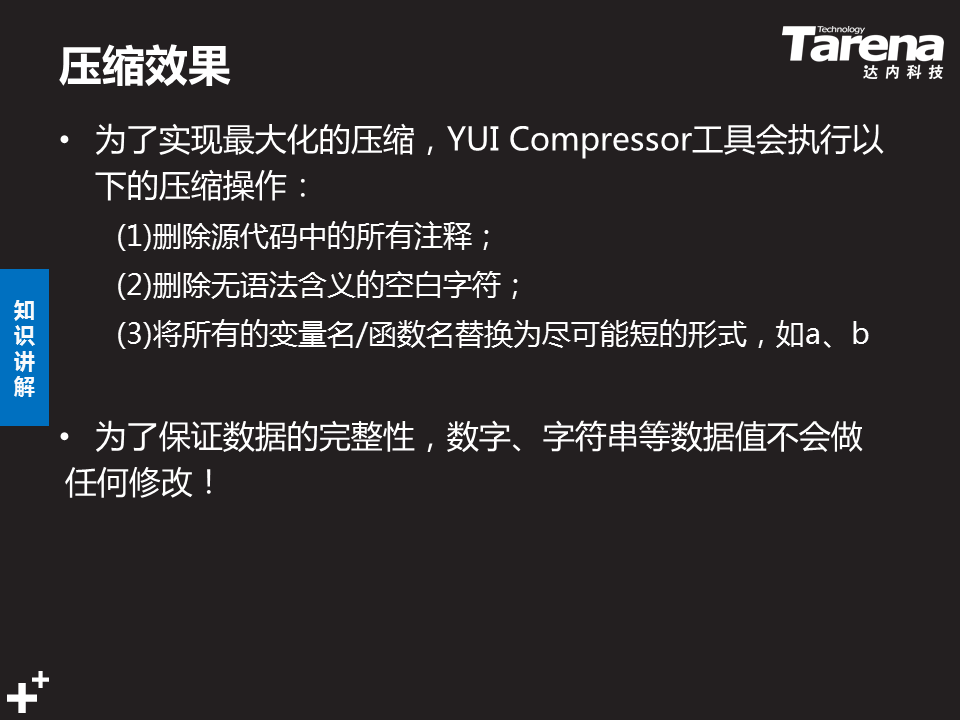 压缩效果
Technology
Tarena
达内科技
• 为了实现最大化的压缩，YUI Compressor工具会执行以
下的压缩操作：
(1)删除源代码中的所有注释；
(2)删除无语法含义的空白字符；
(3)将所有的变量名/函数名替换为尽可能短的形式，如a、b
知识讲解
• 为了保证数据的完整性，数字、字符串等数据值不会做
任何修改！